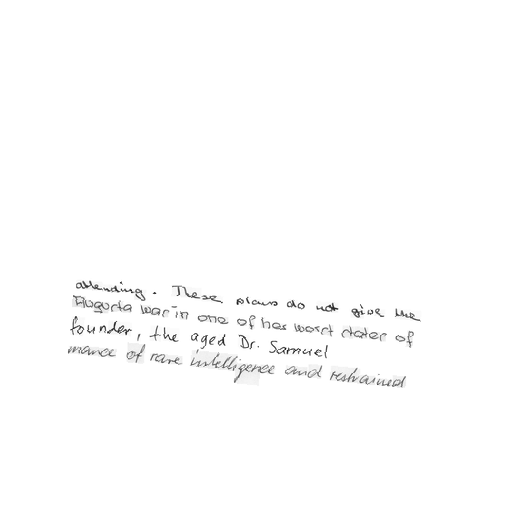 attending. These plans do not give the
Augusta was in one of her worst states of
founder, the aged Dr. Samuel
mance of rare intelligence and restrained